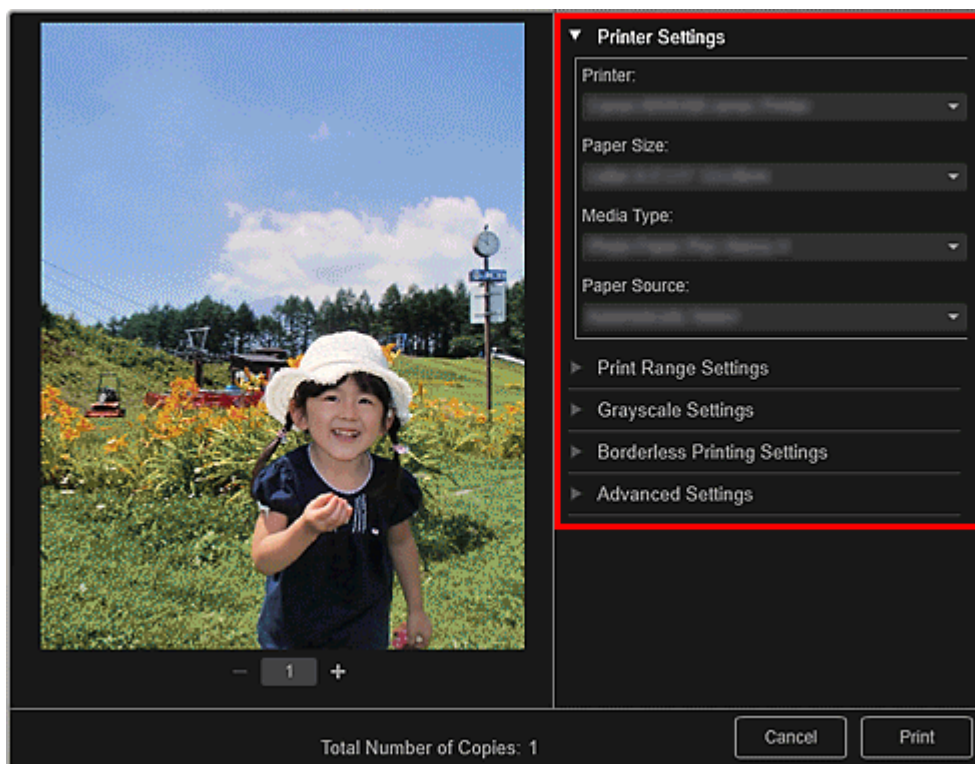 Printer Settings
Printer:
Paper Size:
Media Type:
Paper Source:
Print Range Settings
Grayscale Settings
Borderless Printing Settings
Advanced Settings
1
Total Number of Copies: 1
Cancel
Print